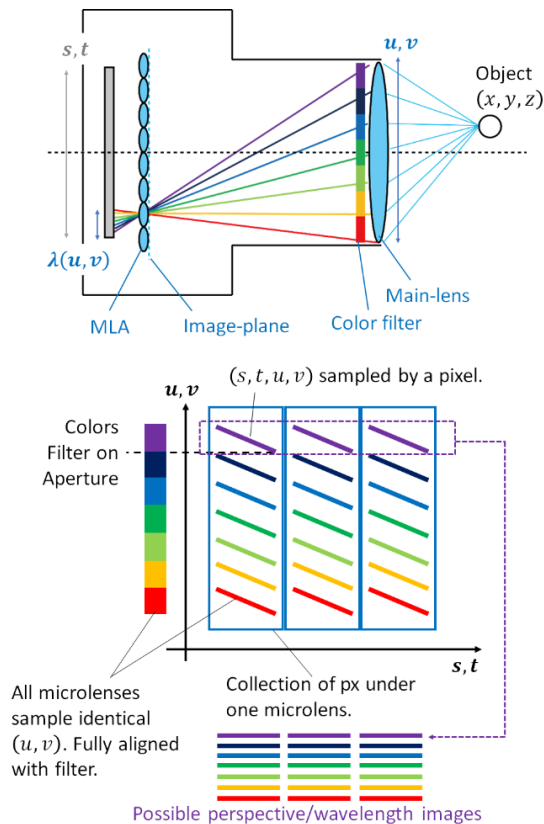 s, t
u, v
Object
(x, y, z)
λ(u, v)
MLA
Image-plane
Color filter
Main-lens
u, v
(s, t, u, v) sampled by a pixel.
Colors
Filter on
Aperture
s, t
All microlenses
sample identical
(u, v). Fully aligned
with filter.
Collection of px under
one microlens.
Possible perspective/wavelength images